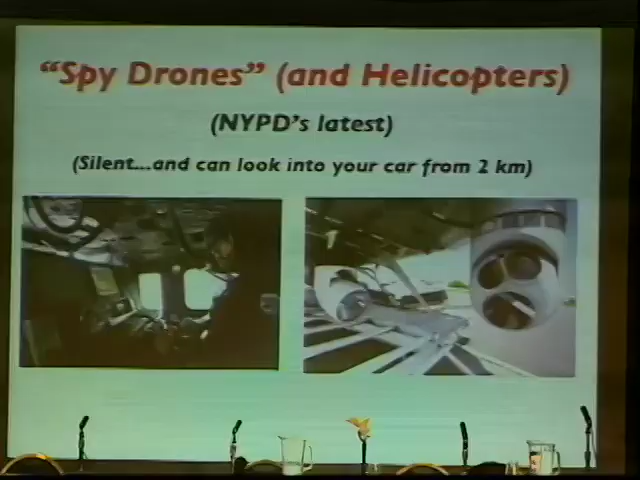 “Spy Drones” (and Helicopters)
(NYPD’s latest)
(Silent...and can look into your car from 2 km)